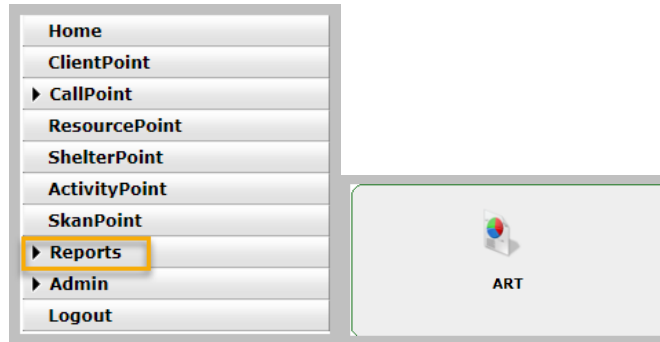 Home
ClientPoint
CallPoint
ResourcePoint
ShelterPoint
ActivityPoint
SkanPoint
Reports
Admin
Logout
ART